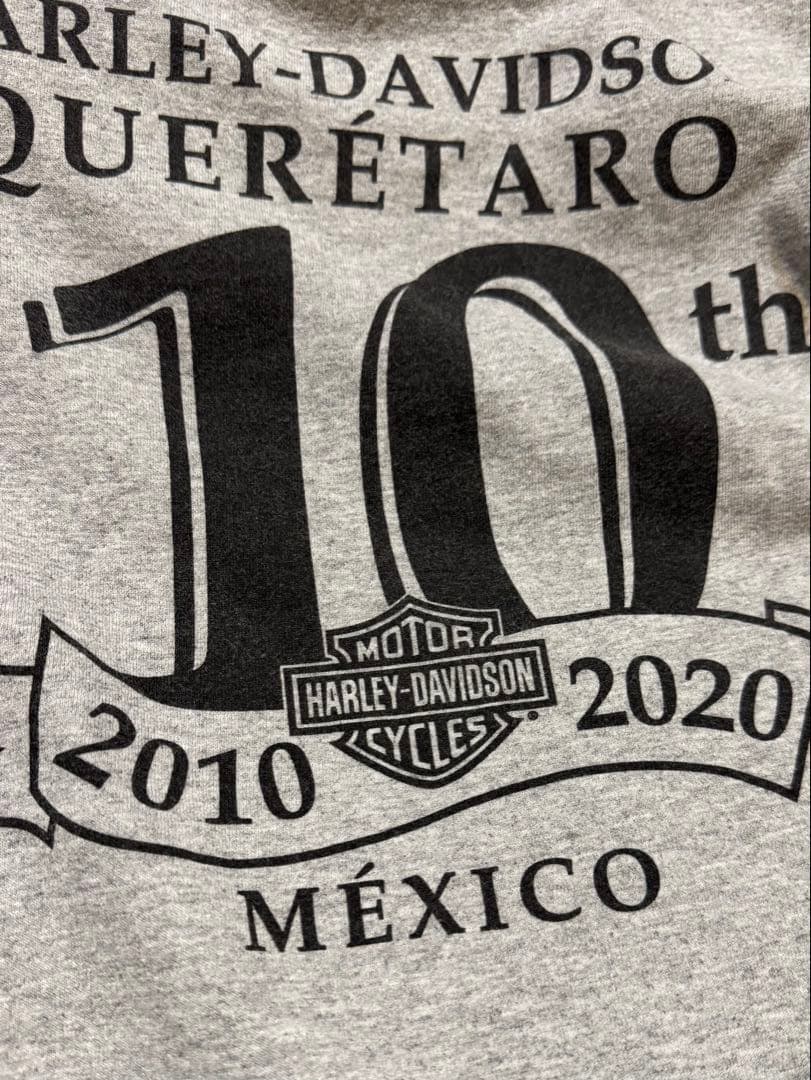 ARLEY-DAVIDSO
QUERÉTARO
10th
MOTOR
HARLEY-DAVIDSON
CYCLES
2010 2020
MÉXICO